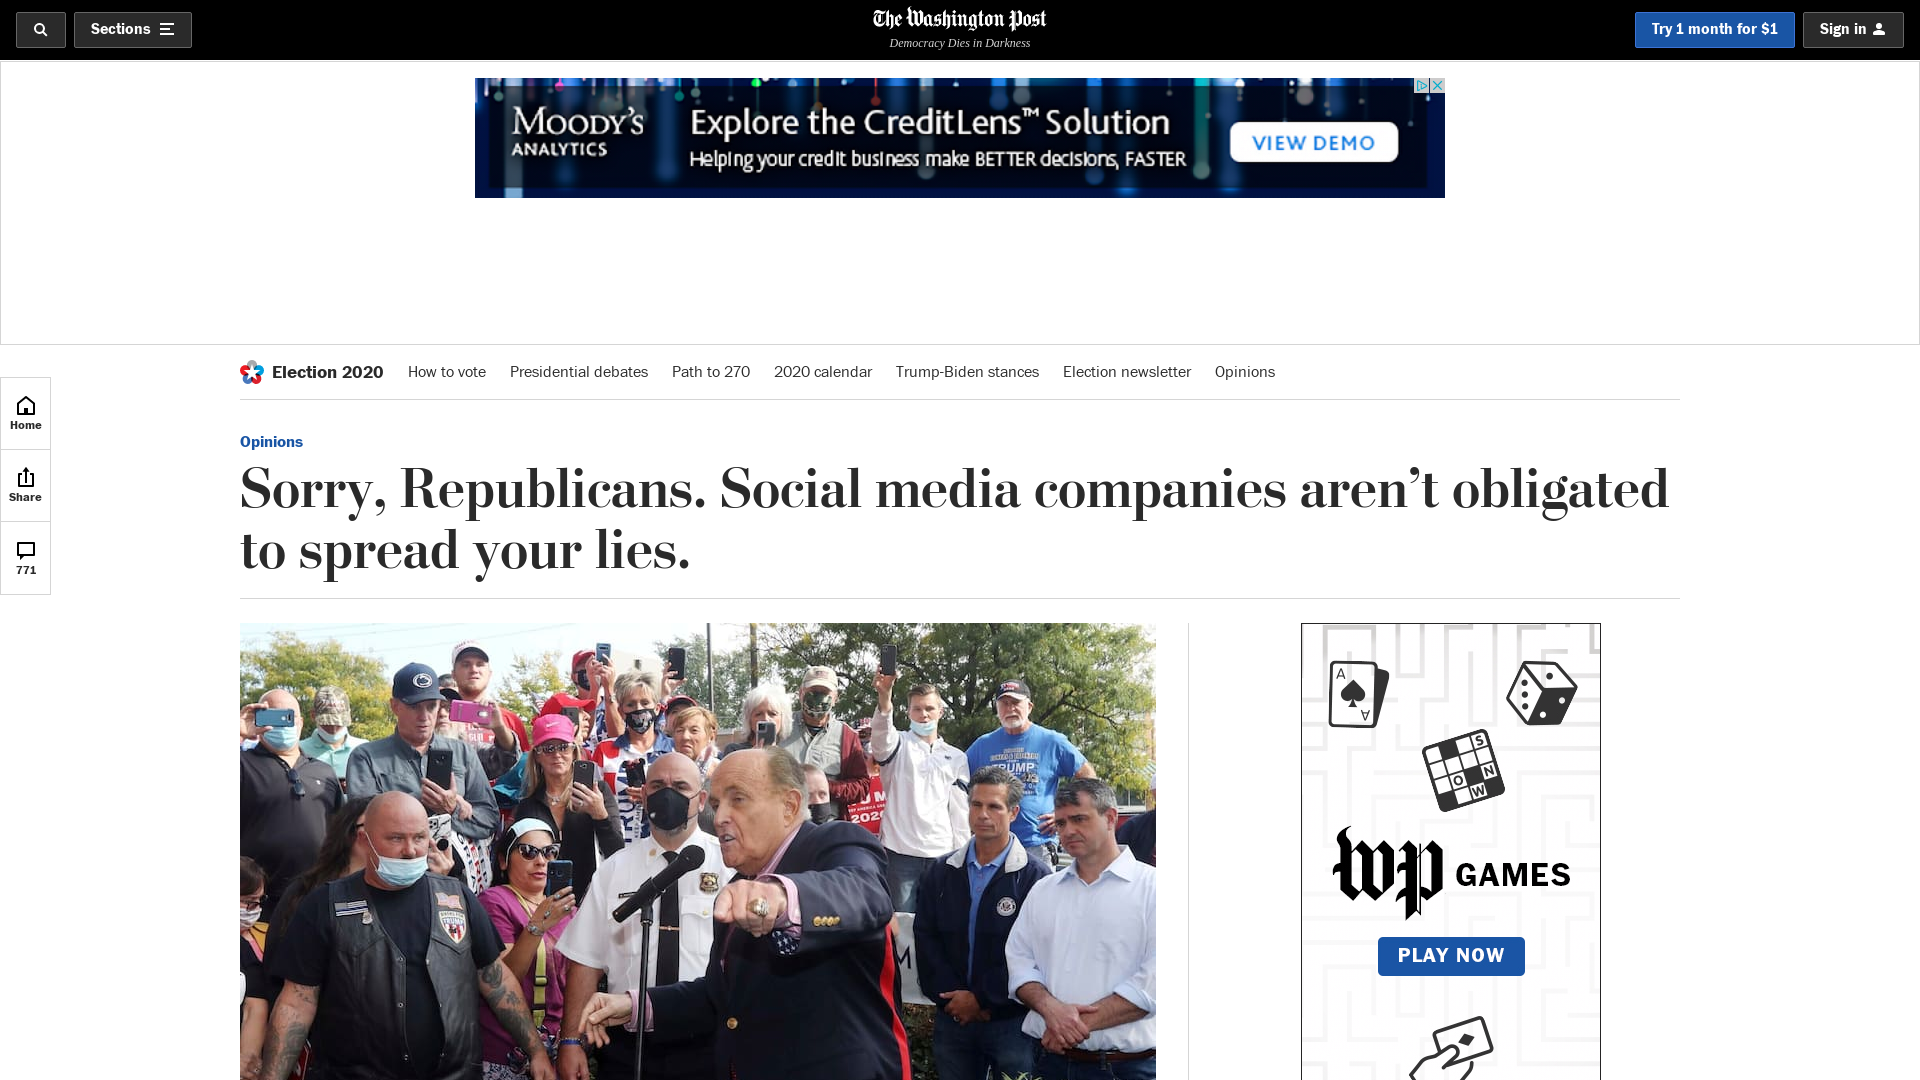 Sections
The Washington Post
Democracy Dies in Darkness
Try 1 month for $1
Sign in
MOODY'S
ANALYTICS
Explore the CreditLens™ Solution
Helping your credit business make BETTER decisions, FASTER
VIEW DEMO
Election 2020
How to vote
Presidential debates
Path to 270
2020 calendar
Trump-Biden stances
Election newsletter
Opinions
Home
Share
771
Opinions
Sorry, Republicans. Social media companies aren’t obligated
to spread your lies.
TRUMP
2020
TRUMP
A
A
S
O
N
W
wp GAMES
PLAY NOW